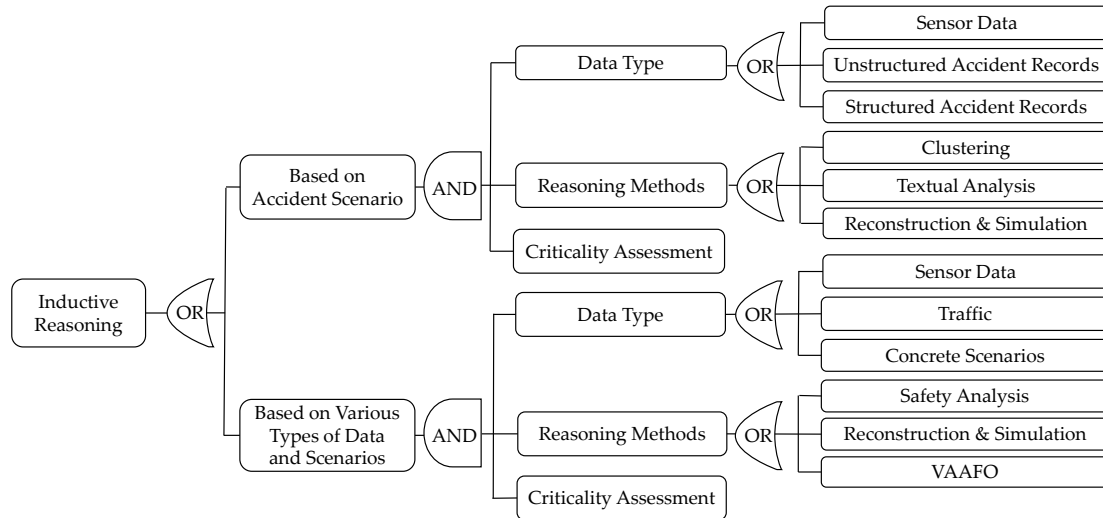 Inductive
Reasoning
OR
Based on
Accident Scenario
AND
Data Type
OR
Sensor Data
Unstructured Accident Records
Structured Accident Records
Reasoning Methods
OR
Clustering
Textual Analysis
Reconstruction & Simulation
Criticality Assessment
Based on Various
Types of Data
and Scenarios
AND
Data Type
OR
Sensor Data
Traffic
Concrete Scenarios
Reasoning Methods
OR
Safety Analysis
Reconstruction & Simulation
VAAFO
Criticality Assessment